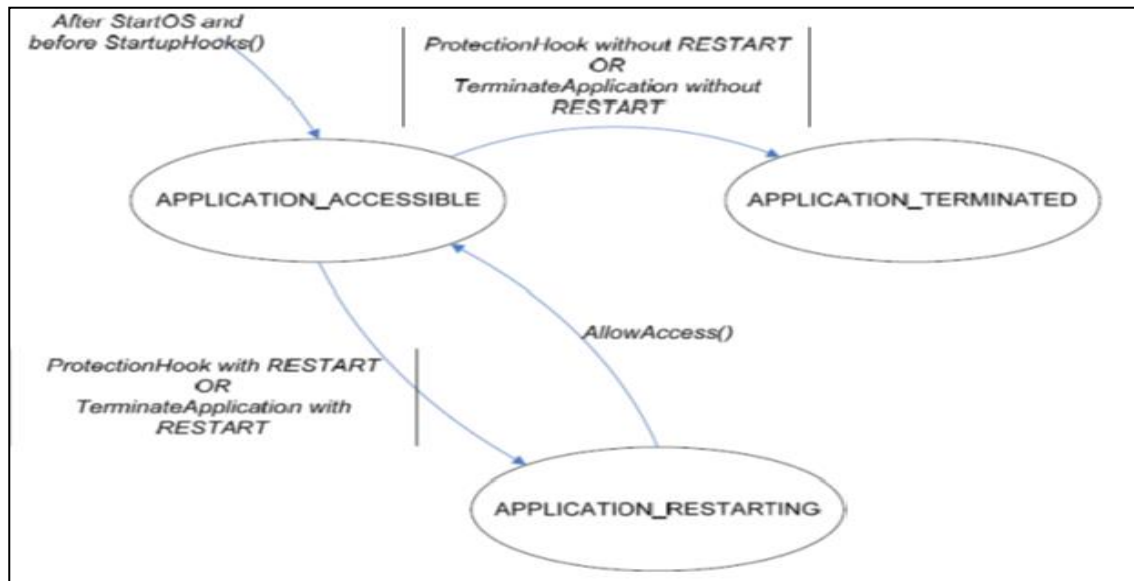 After StartOS and
before StartupHooks()
ProtectionHook without RESTART
OR
TerminateApplication without
RESTART
APPLICATION_ACCESSIBLE
APPLICATION_TERMINATED
AllowAccess()
ProtectionHook with RESTART
OR
TerminateApplication with
RESTART
APPLICATION_RESTARTING